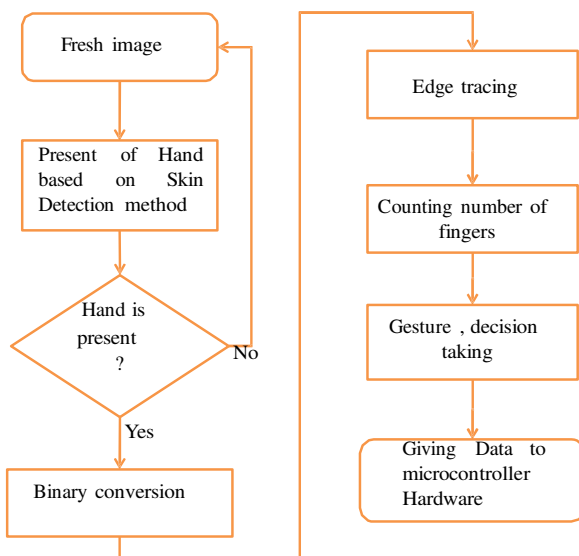 Fresh image
Present of Hand
based on Skin
Detection method
Hand is
present
?
No
Yes
Binary conversion
Edge tracing
Counting number of
fingers
Gesture , decision
taking
Giving Data to
microcontroller
Hardware